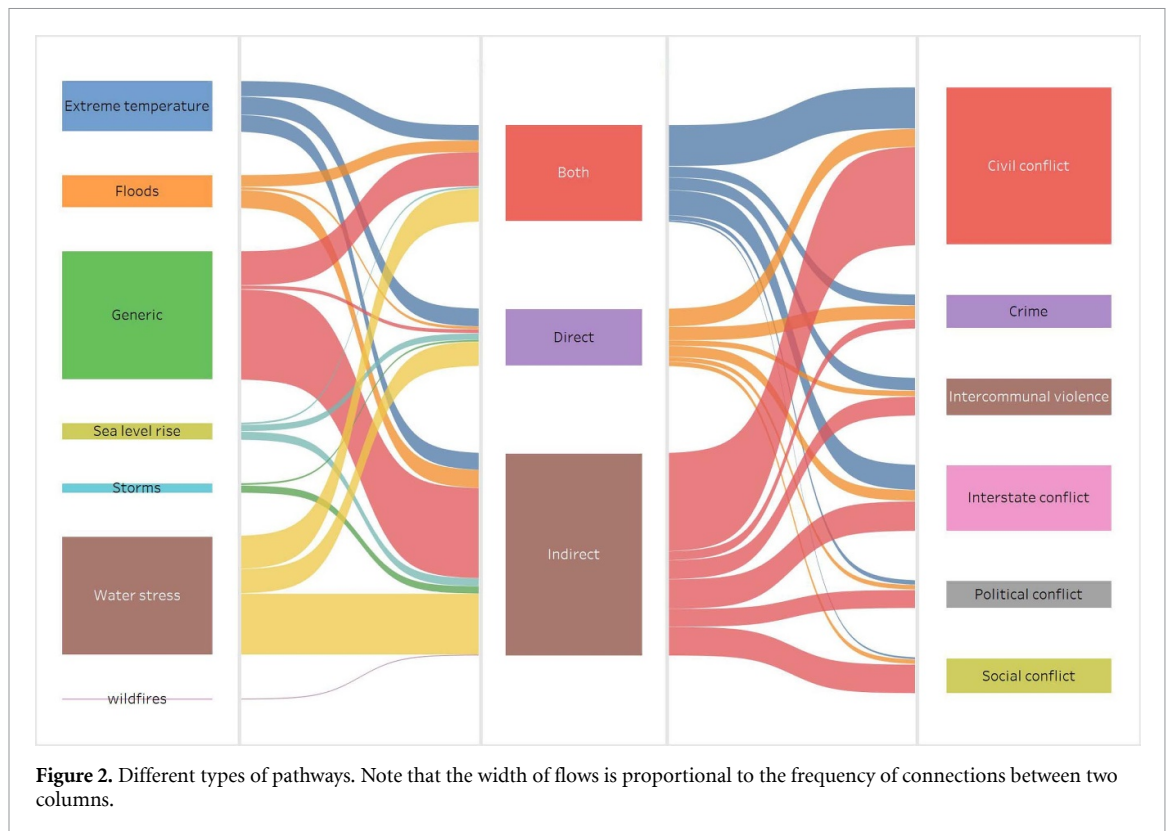 Extreme temperature
Floods
Generic
Sea level rise
Storms
Water stress
wildfires
Both
Direct
Indirect
Civil conflict
Crime
Intercommunal violence
Interstate conflict
Political conflict
Social conflict
Figure 2. Different types of pathways. Note that the width of flows is proportional to the frequency of connections between two
columns.